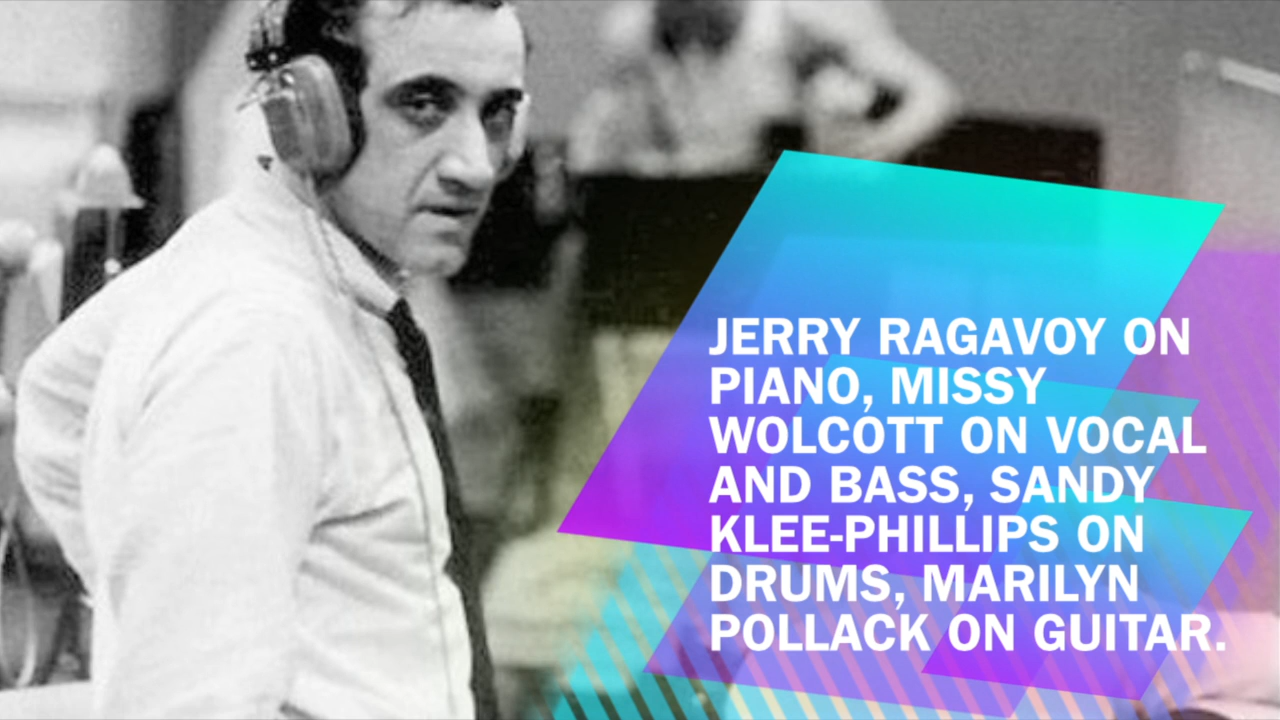 JERRY RAGAVOY ON
PIANO, MISSY
WOLCOTT ON VOCAL
AND BASS, SANDY
KLEE-PHILLIPS ON
DRUMS, MARILYN
POLLACK ON GUITAR.